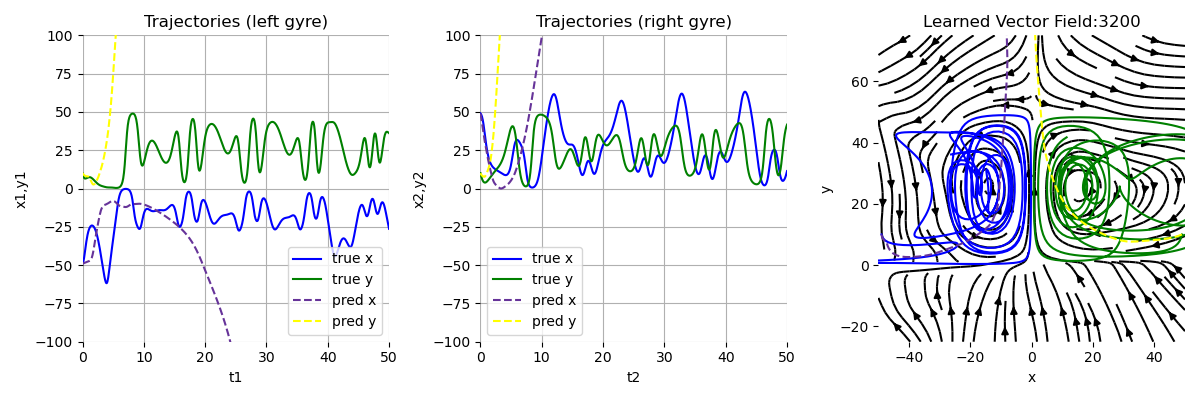 Trajectories (left gyre)
100
75
50
25
0
−25
−50
−75
−100
x1,y1
0
10
20
30
40
50
t1
true x
true y
pred x
pred y
Trajectories (right gyre)
100
75
50
25
0
−25
−50
−75
−100
x2,y2
0
10
20
30
40
50
t2
true x
true y
pred x
pred y
Learned Vector Field:3200
60
40
20
0
−20
y
−40
−20
0
20
40
x